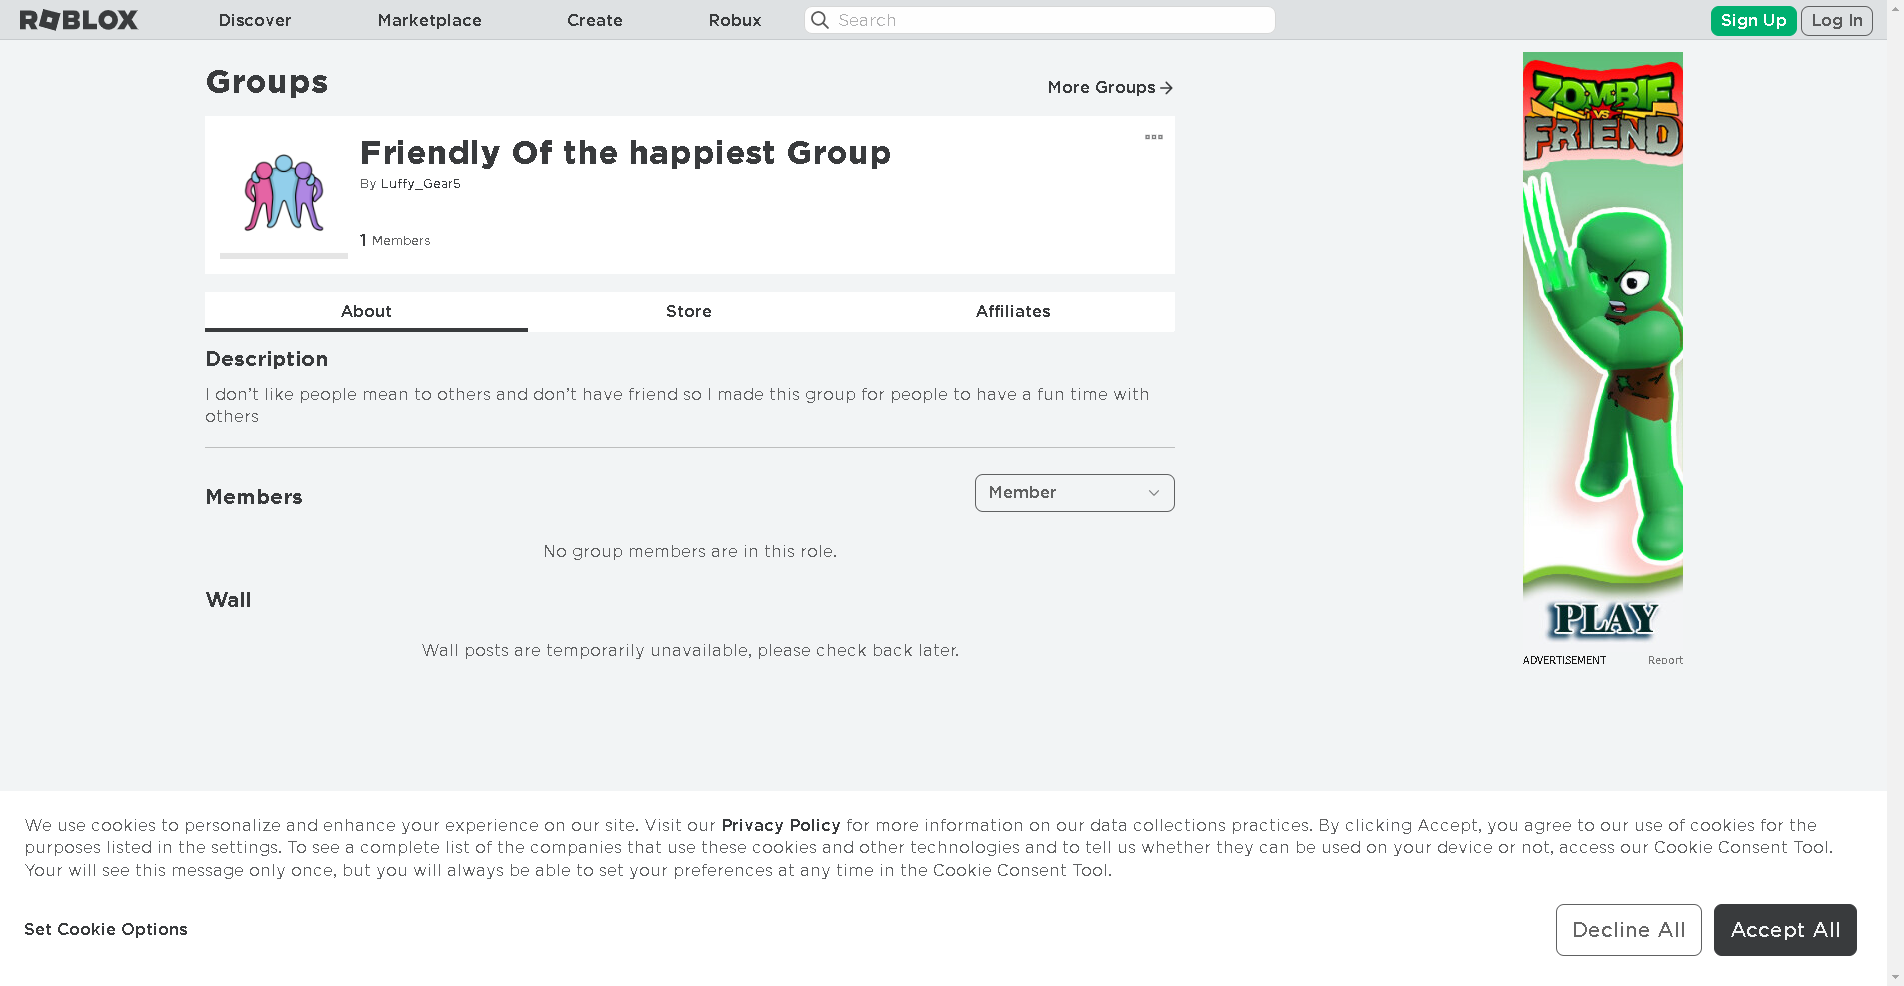 ROBLOX
Discover
Marketplace
Create
Robux
Search
Sign Up
Log In
Groups
More Groups
Friendly Of the happiest Group
By Luffy_Gear5
1 Members
About
Store
Affiliates
Description
I don’t like people mean to others and don’t have friend so I made this group for people to have a fun time with
others
Members
Member
No group members are in this role.
Wall
Wall posts are temporarily unavailable, please check back later.
ZOMBIE
VS
FRIEND
PLAY
ADVERTISEMENT
Report
We use cookies to personalize and enhance your experience on our site. Visit our Privacy Policy for more information on our data collections practices. By clicking Accept, you agree to our use of cookies for the
purposes listed in the settings. To see a complete list of the companies that use these cookies and other technologies and to tell us whether they can be used on your device or not, access our Cookie Consent Tool.
Your will see this message only once, but you will always be able to set your preferences at any time in the Cookie Consent Tool.
Set Cookie Options
Decline All
Accept All